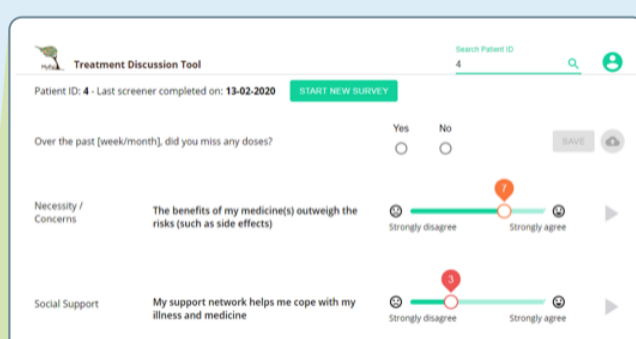 Search Patient ID
Treatment Discussion Tool
4
Patient ID: 4 - Last screener completed on: 13-02-2020
START NEW SURVEY
Yes No
Over the past [week/month], did you miss any doses?
SAVE
7
Necessity /
Concerns
The benefits of my medicine(s) outweigh the
risks (such as side effects)
Strongly disagree Strongly agree
3
Social Support
My support network helps me cope with my
illness and medicine
Strongly disagree Strongly agree